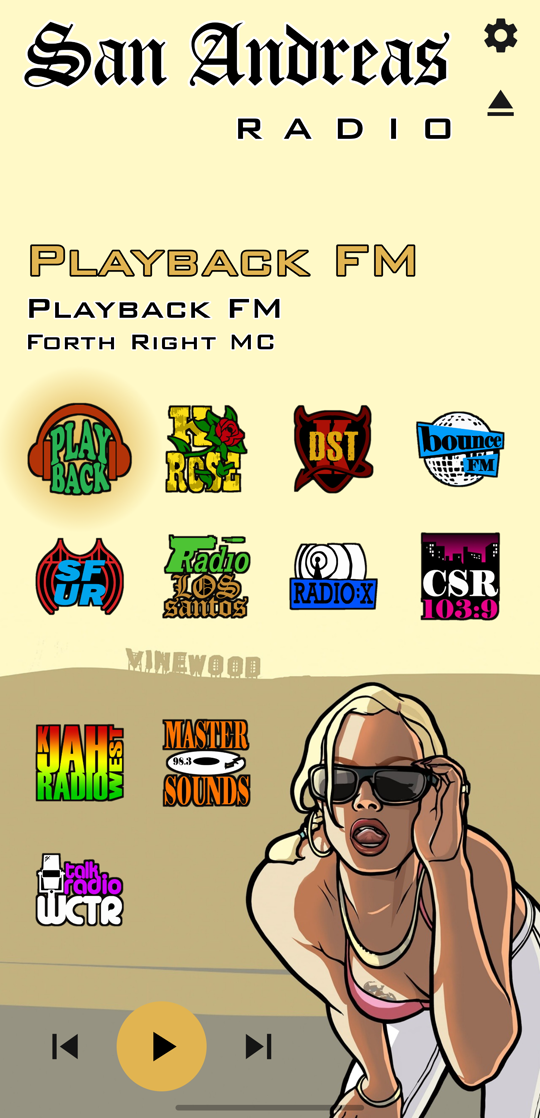 San Andreas
RADIO
PLAYBACK FM
PLAYBACK FM
FORTH RIGHT MC
PLAY
BACK
K
ROSE
K
DST
bounce
FM
SF
UR
Radio
LOS
santos
RADIO:X
CSR
103:9
VINEWOOD
K JAH
RADIO WEST
MASTER
98.3
SOUNDS
talk
radio
WCTR